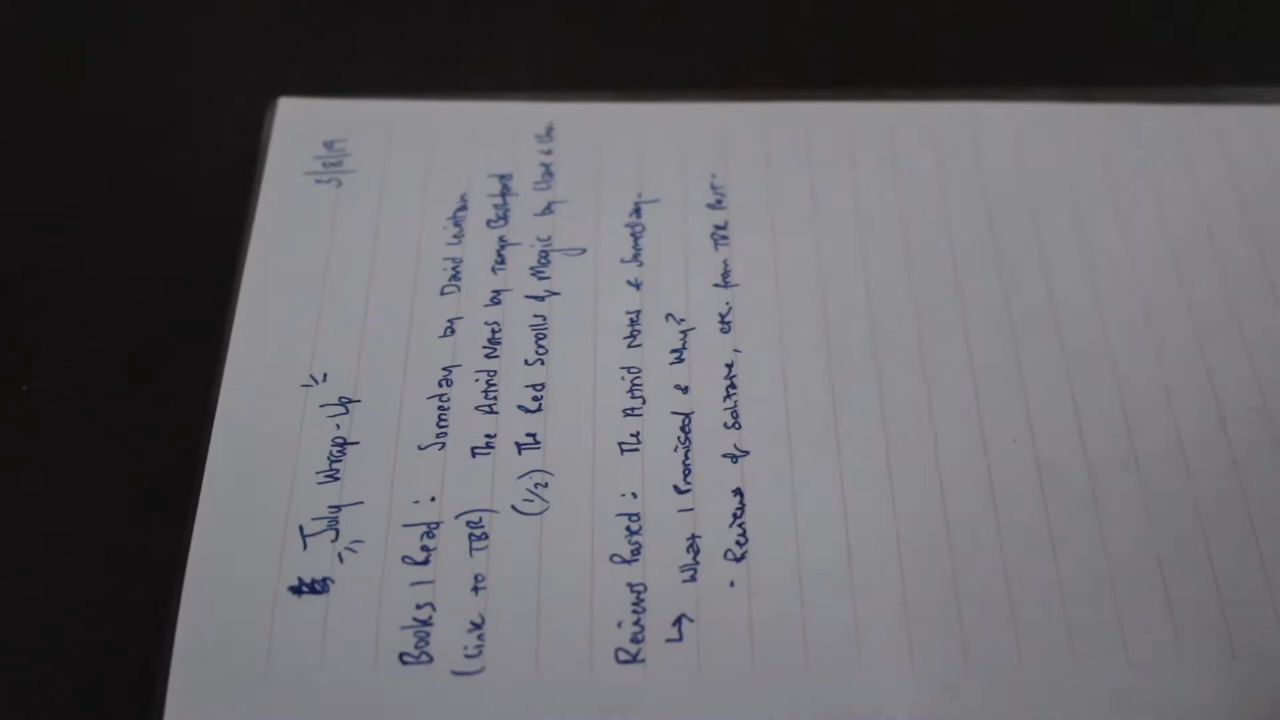 3/8/19
July Wrap-Up
Books I Read: Someday by David Levithan
(Link to TBR) The Astrid Notes by Taryn Bashford
(1/2) The Red Scrolls of Magic by Clare & Chu.
Reviews Posted: The Astrid Notes & Someday.
↳ What I Promised & Why?
• Reviews of Solitaire, etc. from TBR Post.